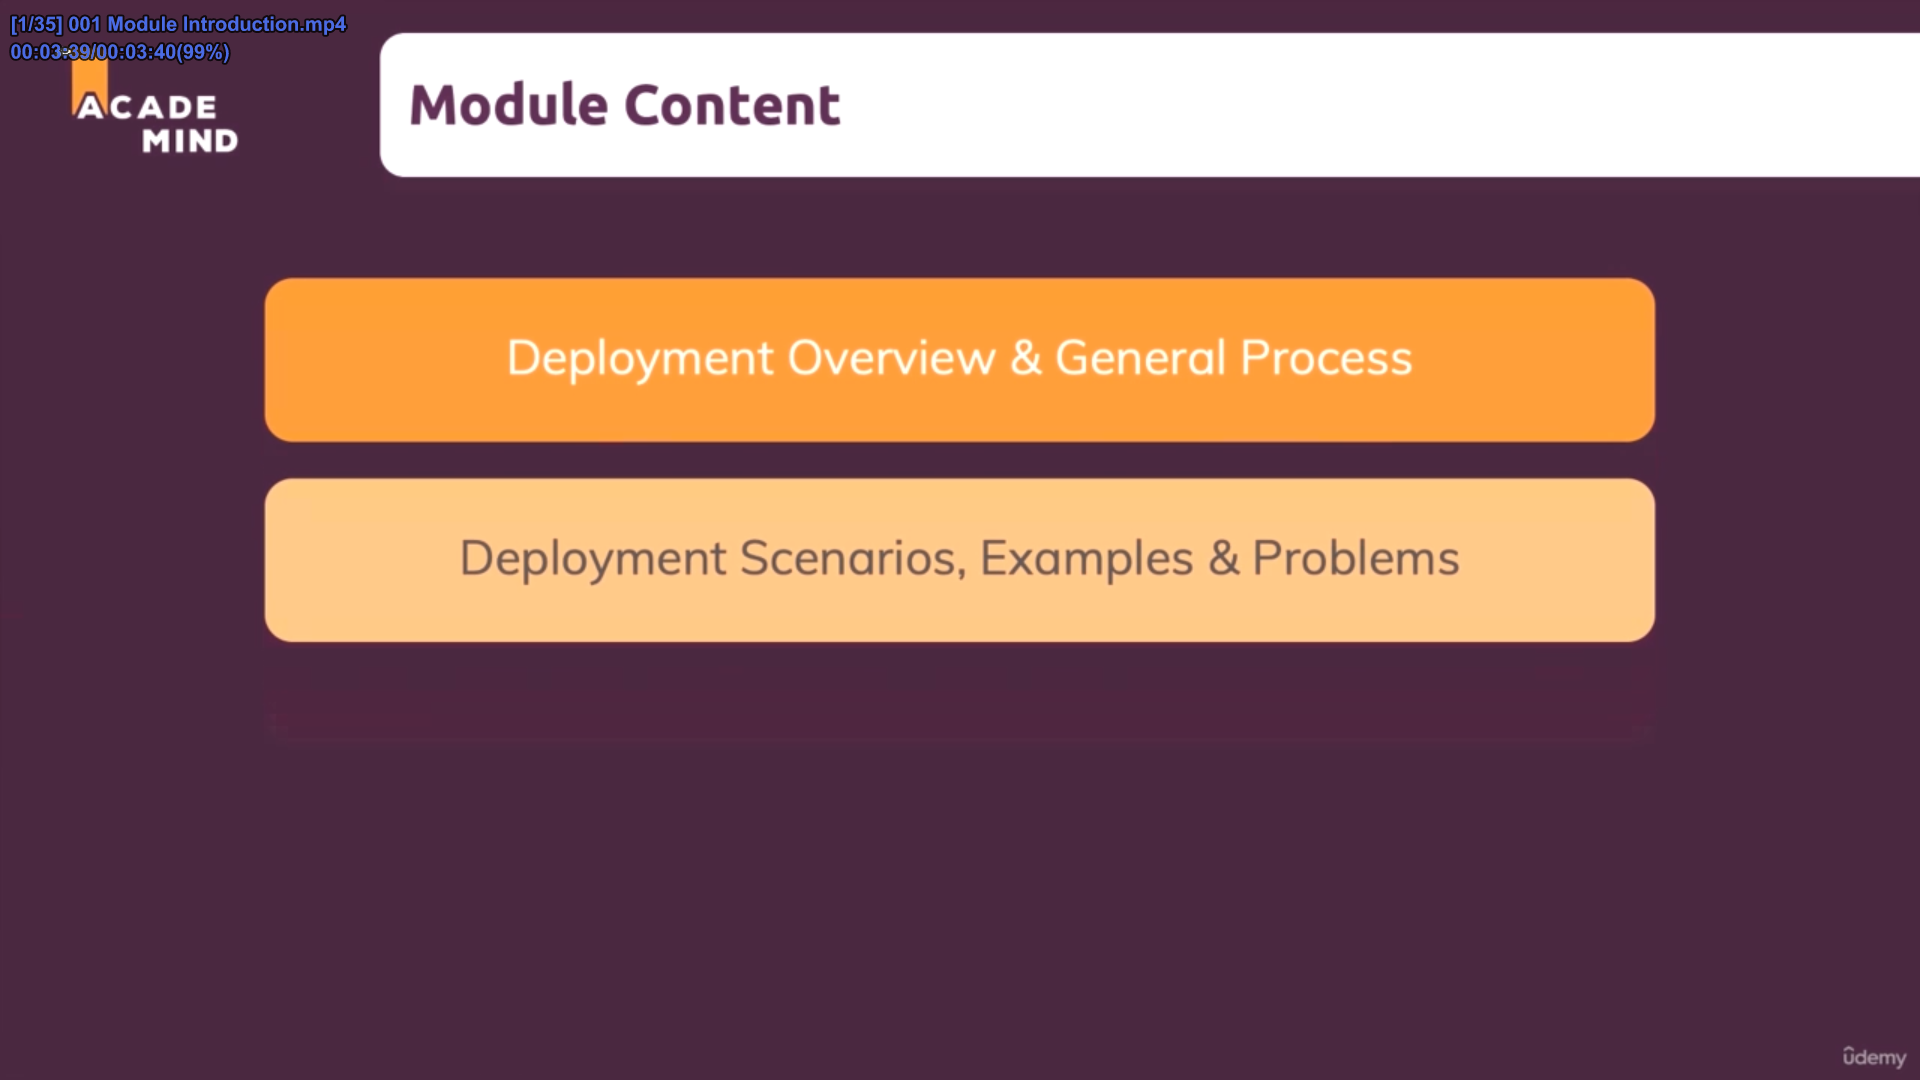 [1/35] 001 Module Introduction.mp4
00:03:39/00:03:40(99%)
ACADE
MIND
Module Content
Deployment Overview & General Process
Deployment Scenarios, Examples & Problems
ûdemy